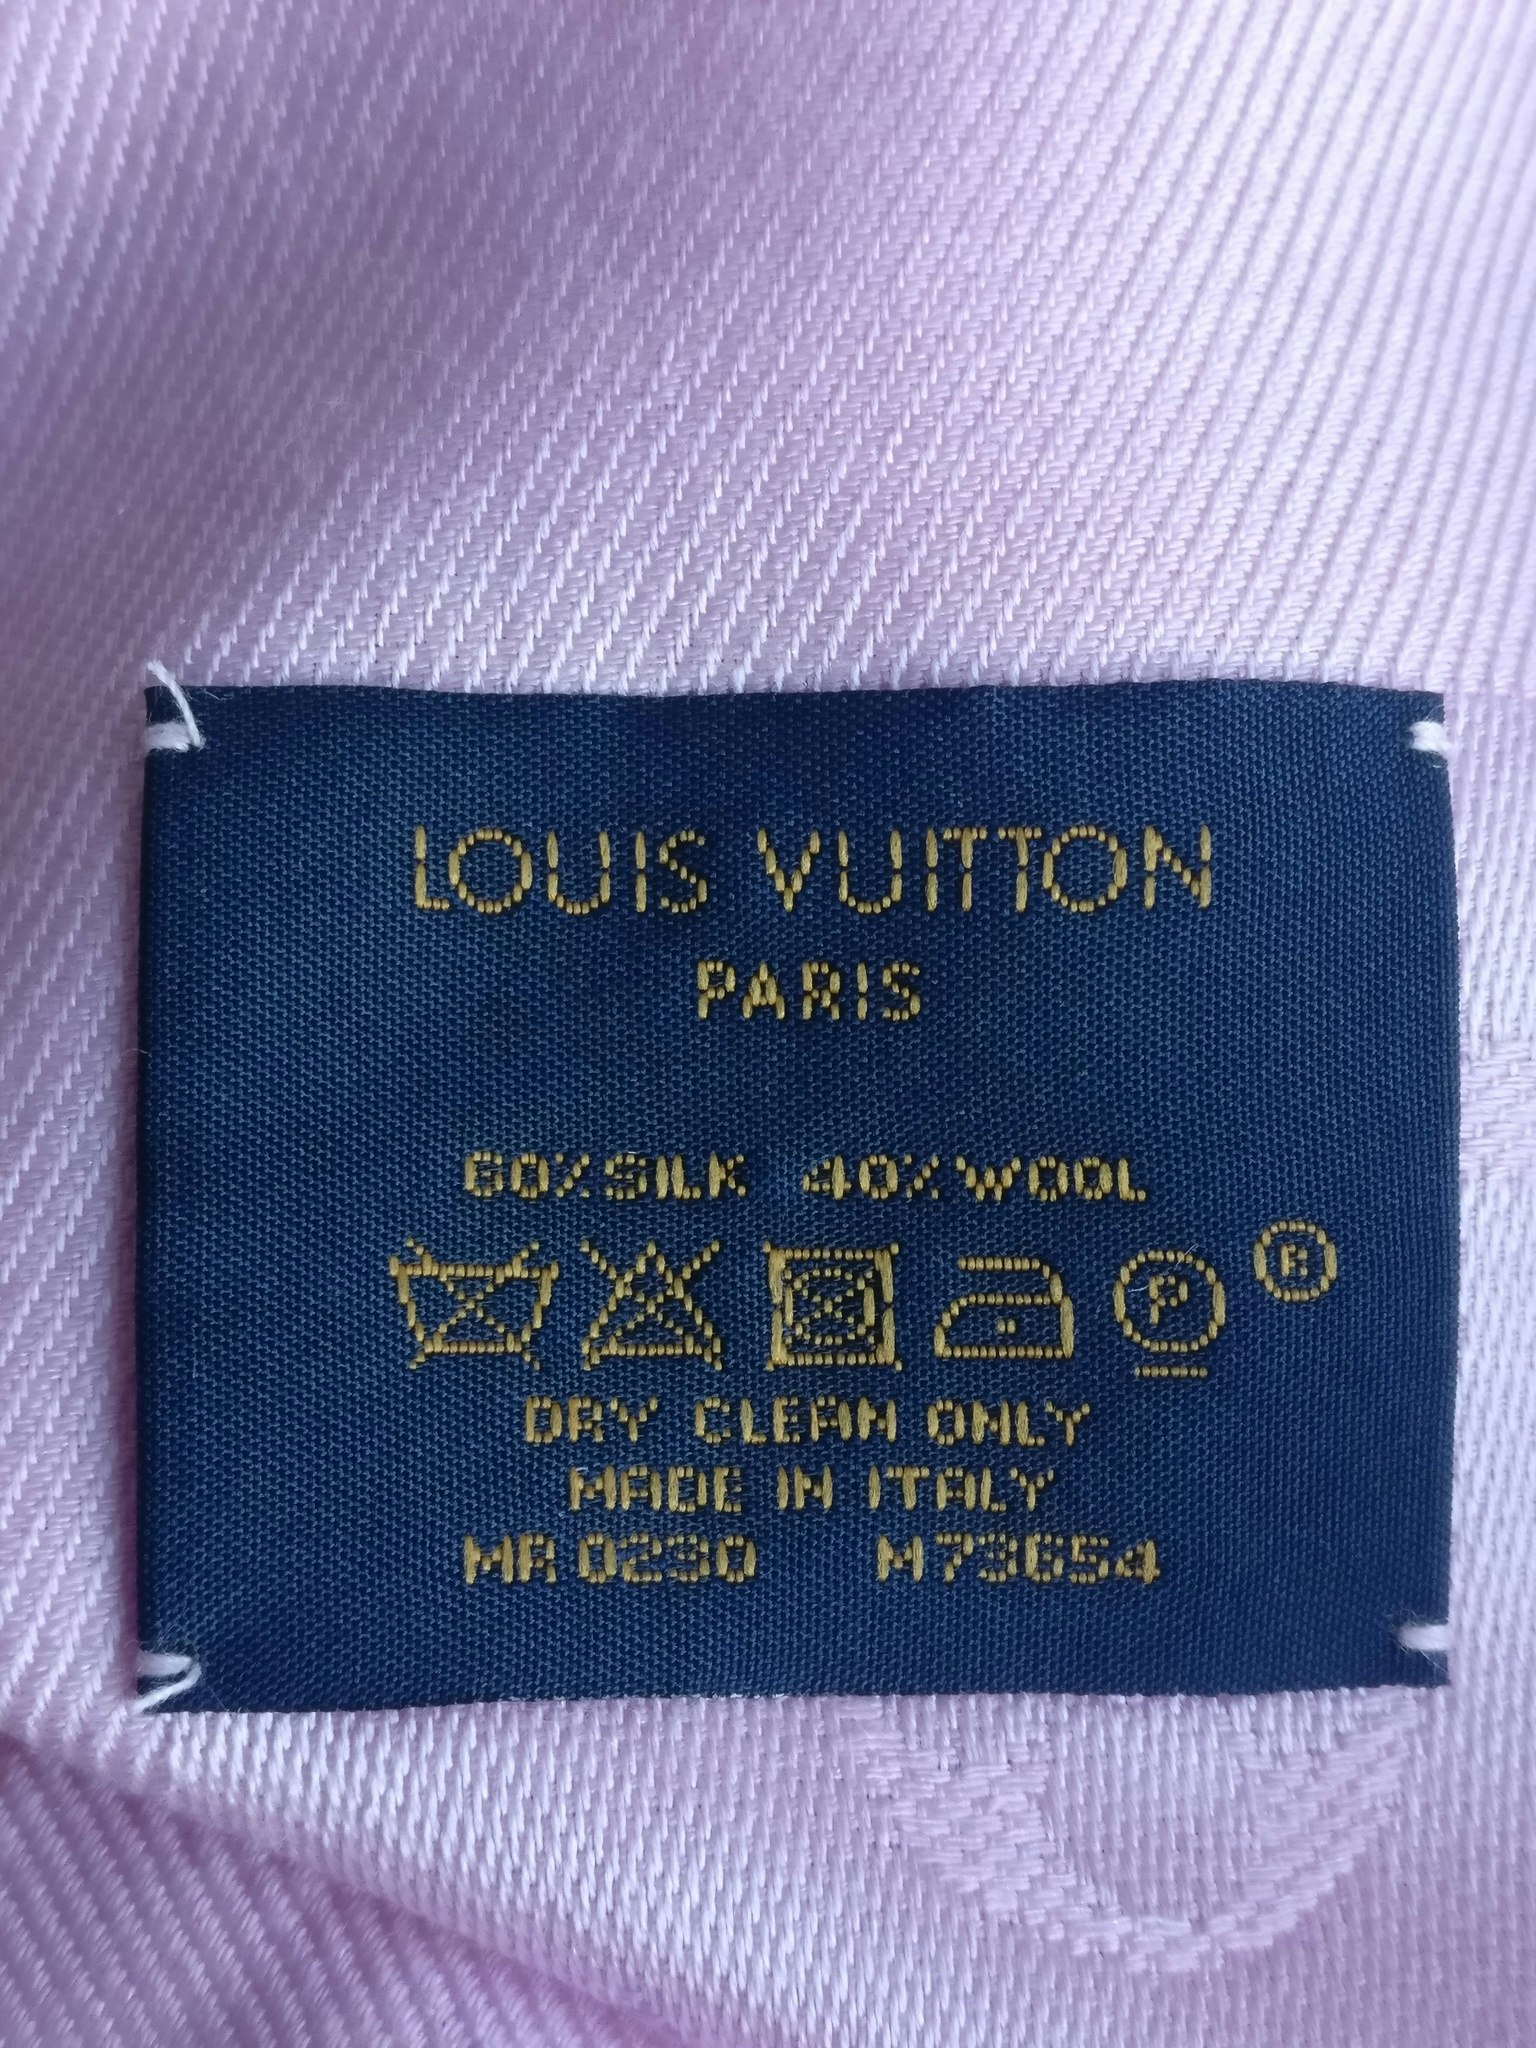 LOUIS VUITTON
PARIS
60% SILK 40% WOOL
P ®
DRY CLEAN ONLY
MADE IN ITALY
MR 0230 M73654